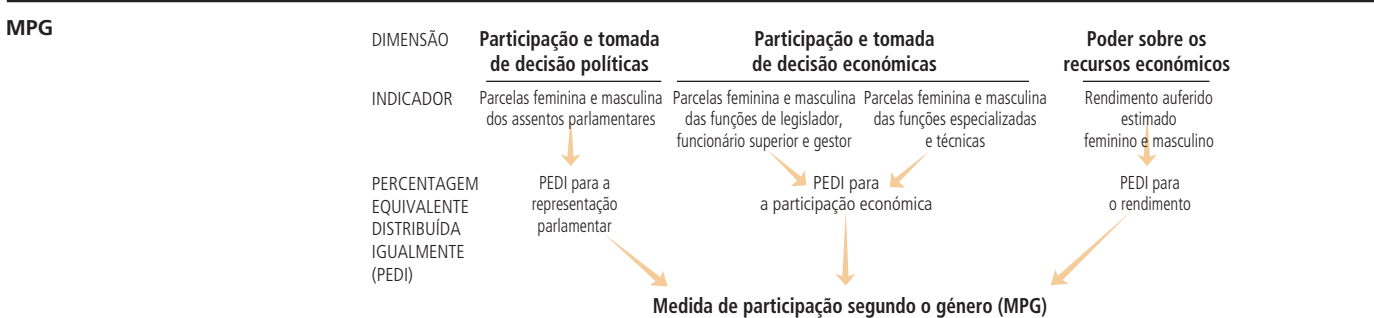 MPG
DIMENSÃO
Participação e tomada
de decisão políticas
Participação e tomada
de decisão económicas
Poder sobre os
recursos económicos
INDICADOR
Parcelas feminina e masculina
dos assentos parlamentares
Parcelas feminina e masculina
das funções de legislador,
funcionário superior e gestor
Parcelas feminina e masculina
das funções especializadas
e técnicas
Rendimento auferido
estimado
feminino e masculino
PERCENTAGEM
EQUIVALENTE
DISTRIBUÍDA
IGUALMENTE
(PEDI)
PEDI para a
representação
parlamentar
PEDI para
a participação económica
PEDI para
o rendimento
Medida de participação segundo o género (MPG)